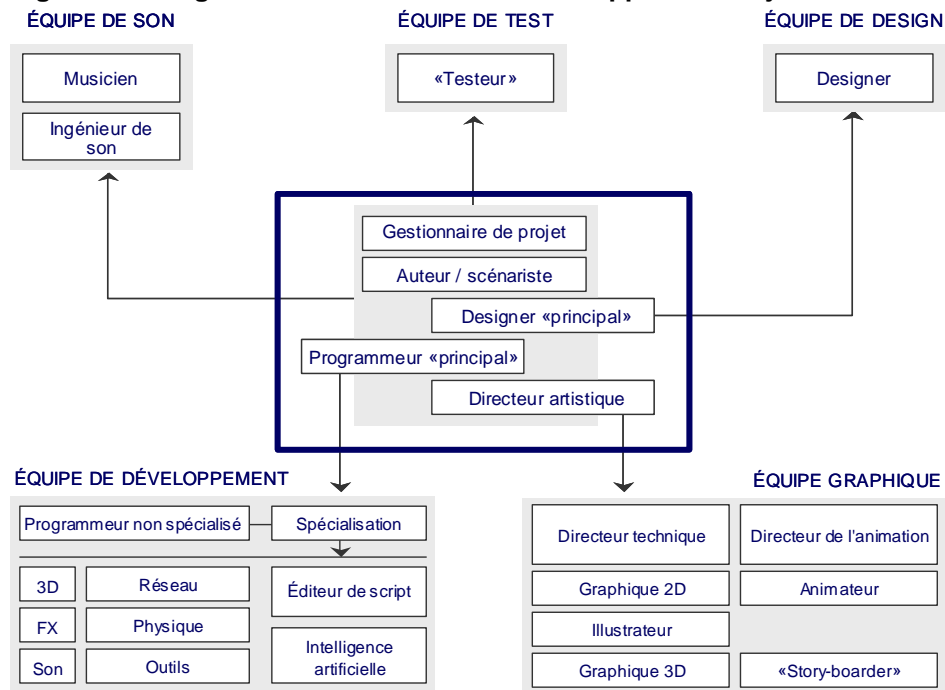 ÉQUIPE DE SON
ÉQUIPE DE TEST
ÉQUIPE DE DESIGN
Musicien
«Testeur»
Designer
Ingénieur de
son
Gestionnaire de projet
Auteur / scénariste
Designer «principal»
Programmeur «principal»
Directeur artistique
ÉQUIPE DE DÉVELOPPEMENT
ÉQUIPE GRAPHIQUE
Programmeur non spécialisé
Spécialisation
Directeur technique
Directeur de l'animation
3D
Réseau
Éditeur de script
Graphique 2D
Animateur
FX
Physique
Illustrateur
Intelligence
artificielle
Son
Outils
Graphique 3D
«Story-boarder»